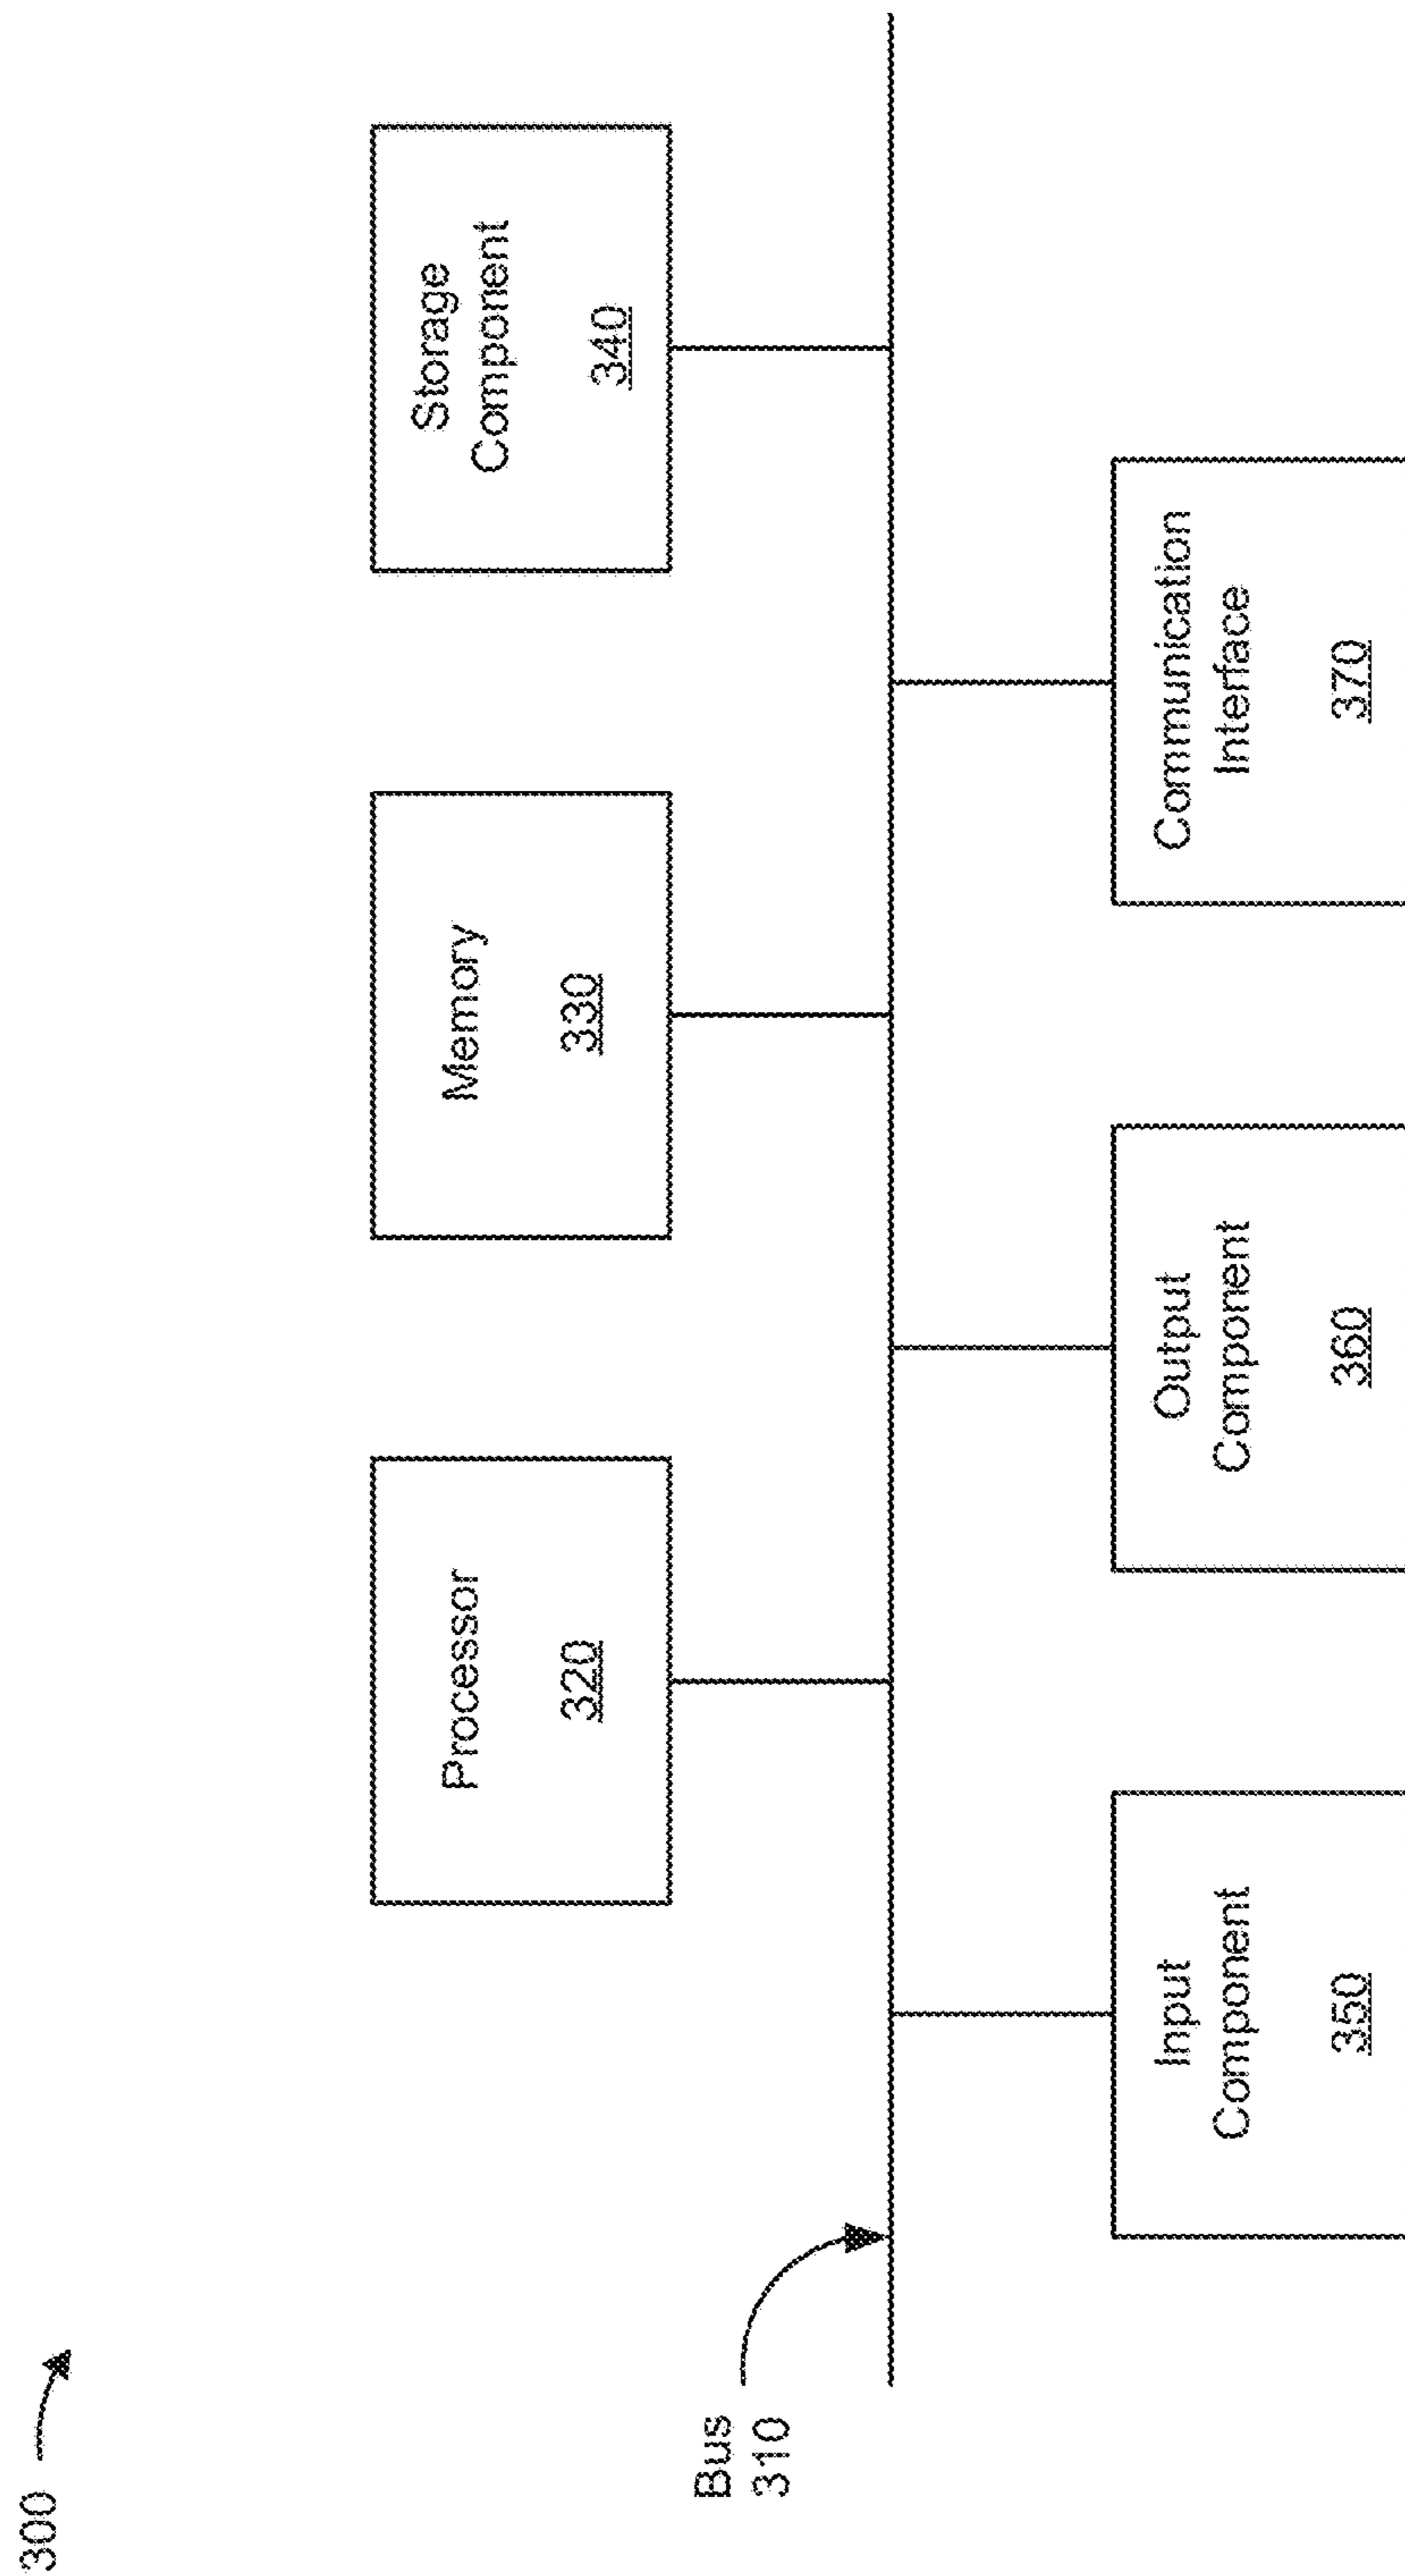 300
Processor
320
Memory
330
Storage
Component
340
Bus
310
Input
Component
350
Output
Component
360
Communication
Interface
370